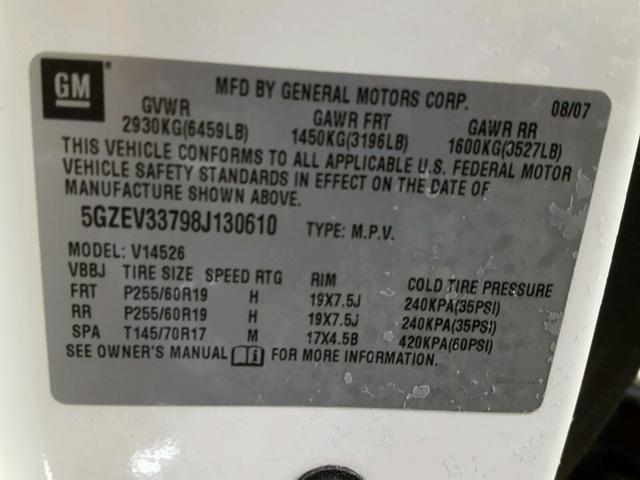 GM
MFD BY GENERAL MOTORS CORP. 08/07
GVWR GAWR FRT GAWR RR
2930KG(6459LB) 1450KG(3196LB) 1600KG(3527LB)
THIS VEHICLE CONFORMS TO ALL APPLICABLE U.S. FEDERAL MOTOR
VEHICLE SAFETY STANDARDS IN EFFECT ON THE DATE OF
MANUFACTURE SHOWN ABOVE.
5GZEV33798J130610 TYPE: M.P.V.
MODEL: V14526
VBBJ TIRE SIZE SPEED RTG RIM COLD TIRE PRESSURE
FRT P255/60R19 H 19X7.5J 240KPA(35PSI)
RR P255/60R19 H 19X7.5J 240KPA(35PSI)
SPA T145/70R17 M 17X4.5B 420KPA(60PSI)
SEE OWNER'S MANUAL FOR MORE INFORMATION.